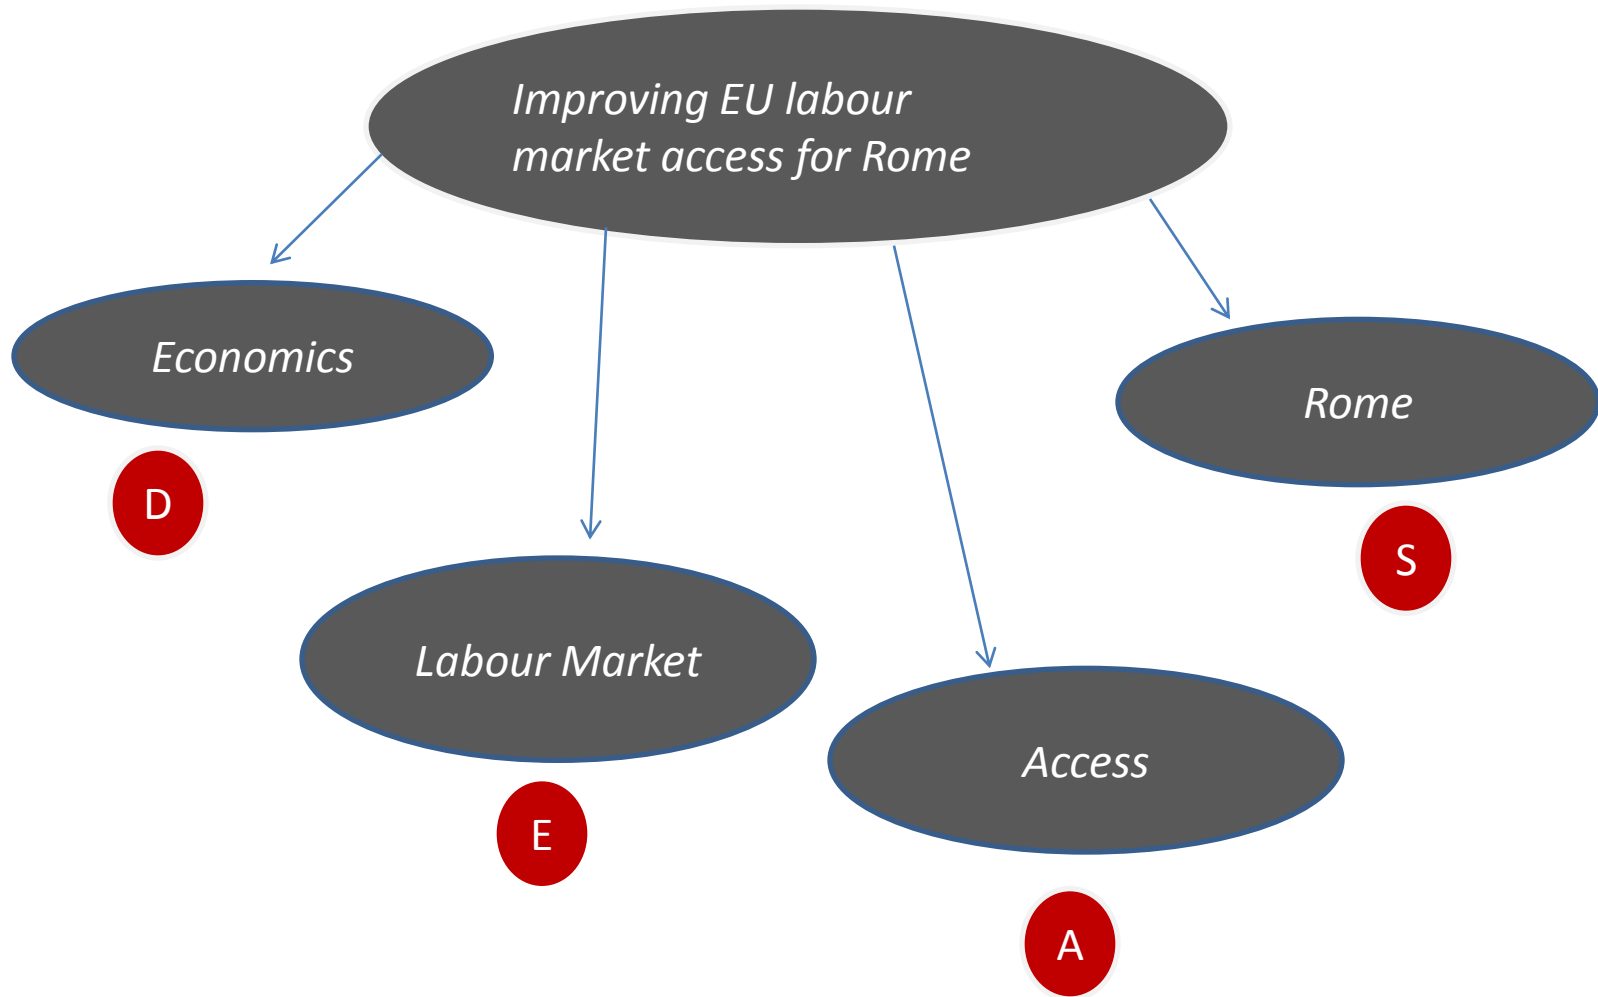 Improving EU labour
market access for Rome
Economics
Rome
D
S
Labour Market
Access
E
A